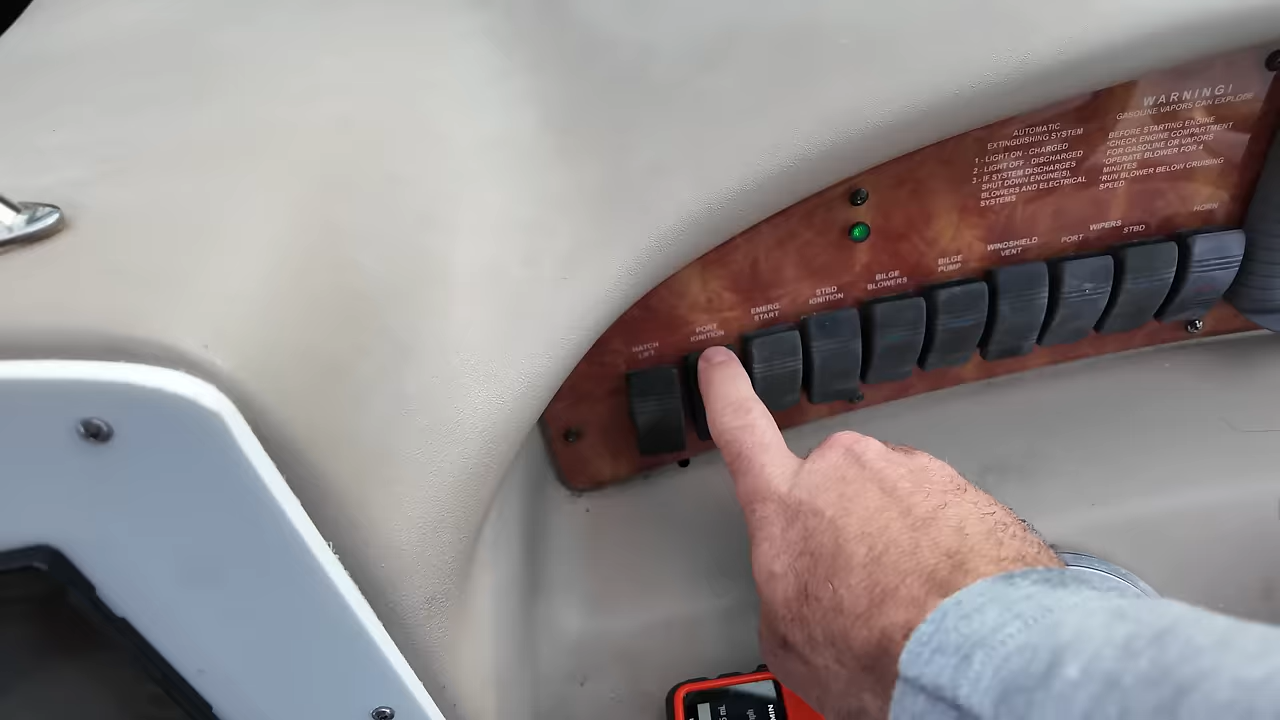 WARNING!
GASOLINE VAPORS CAN EXPLODE
BEFORE STARTING ENGINE
*CHECK ENGINE COMPARTMENT
FOR GASOLINE OR VAPORS
*OPERATE BLOWER FOR 4
MINUTES
*RUN BLOWER BELOW CRUISING
SPEED
AUTOMATIC
EXTINGUISHING SYSTEM
1 - LIGHT ON - CHARGED
2 - LIGHT OFF - DISCHARGED
3 - IF SYSTEM DISCHARGES
SHUT DOWN ENGINE(S),
BLOWERS AND ELECTRICAL
SYSTEMS
HATCH
LIFT
PORT
IGNITION
EMERG.
START
STBD
IGNITION
BILGE
BLOWERS
BILGE
PUMP
WINDSHIELD
VENT
WIPERS
PORT
STBD
HORN